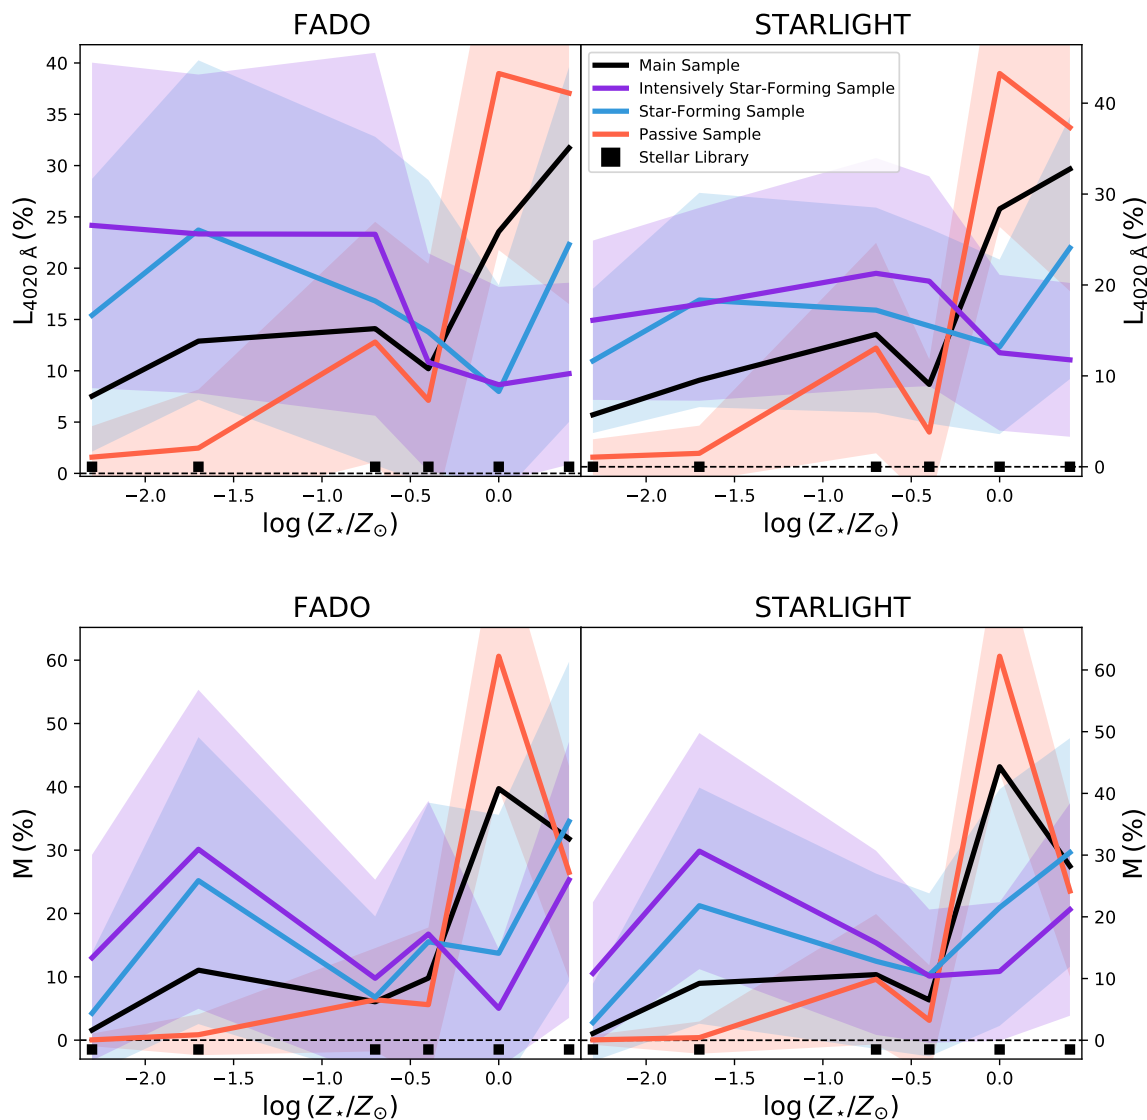 FADO
STARLIGHT
40
35
30
25
20
15
10
5
0
L4020 Å (%)
−2.0 −1.5 −1.0 −0.5 0.0
log (Z⋆/Z⊙)
Main Sample
Intensively Star-Forming Sample
Star-Forming Sample
Passive Sample
Stellar Library
40
30
20
10
0
L4020 Å (%)
−2.0 −1.5 −1.0 −0.5 0.0
log (Z⋆/Z⊙)
FADO
STARLIGHT
60
50
40
30
20
10
0
M (%)
−2.0 −1.5 −1.0 −0.5 0.0
log (Z⋆/Z⊙)
60
50
40
30
20
10
0
M (%)
−2.0 −1.5 −1.0 −0.5 0.0
log (Z⋆/Z⊙)